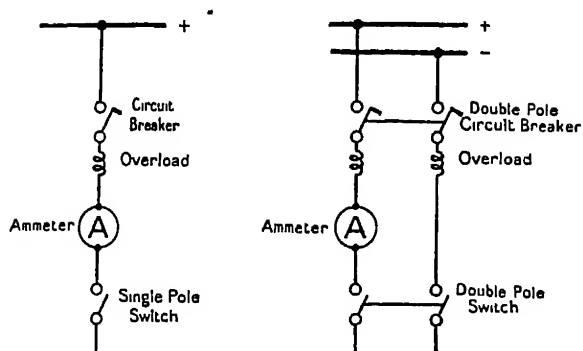 +
Circuit
Breaker
Overload
Ammeter
A
Single Pole
Switch
+
-
Double Pole
Circuit Breaker
Overload
Ammeter
A
Double Pole
Switch